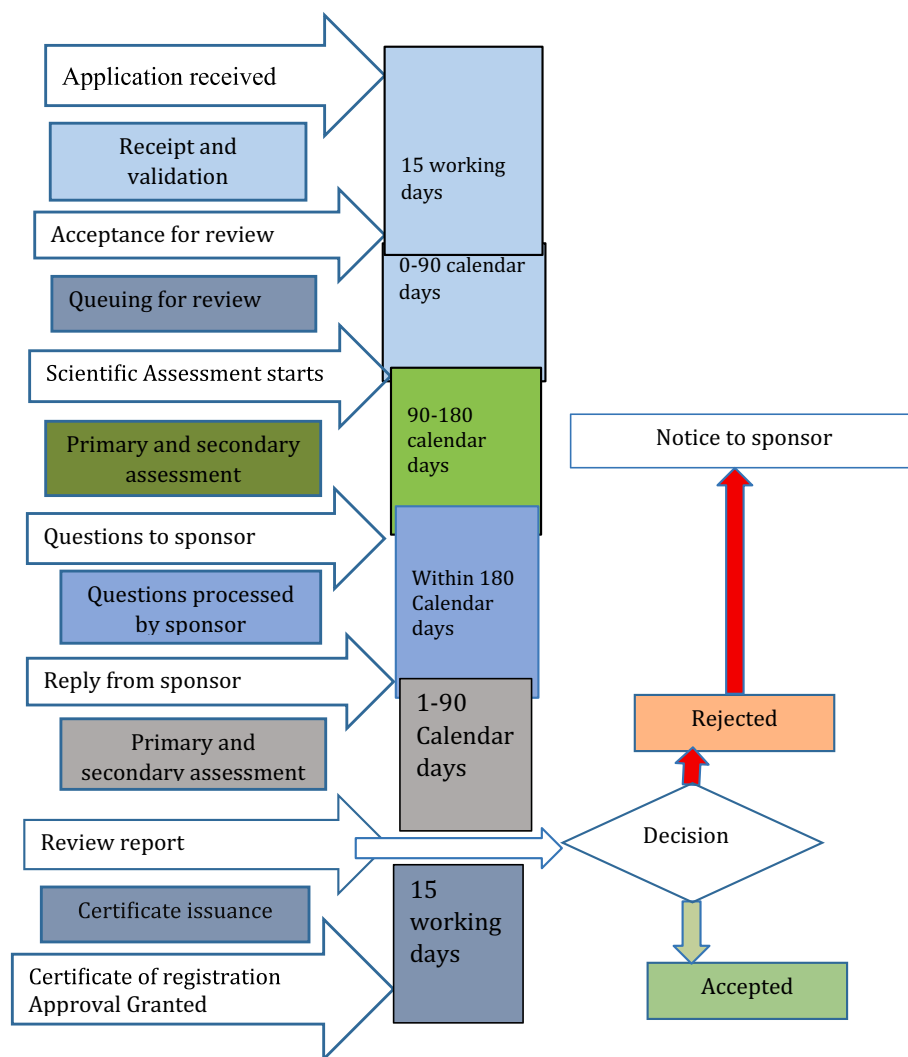 Application received
Receipt and
validation
15 working
days
Acceptance for review
0-90 calendar
days
Queuing for review
Scientific Assessment starts
90-180
calendar
days
Notice to sponsor
Primary and secondary
assessment
Questions to sponsor
Questions processed
by sponsor
Within 180
Calendar
days
Reply from sponsor
1-90
Calendar
days
Rejected
Primary and
secondary assessment
Review report
Decision
Certificate issuance
15
working
days
Certificate of registration
Approval Granted
Accepted